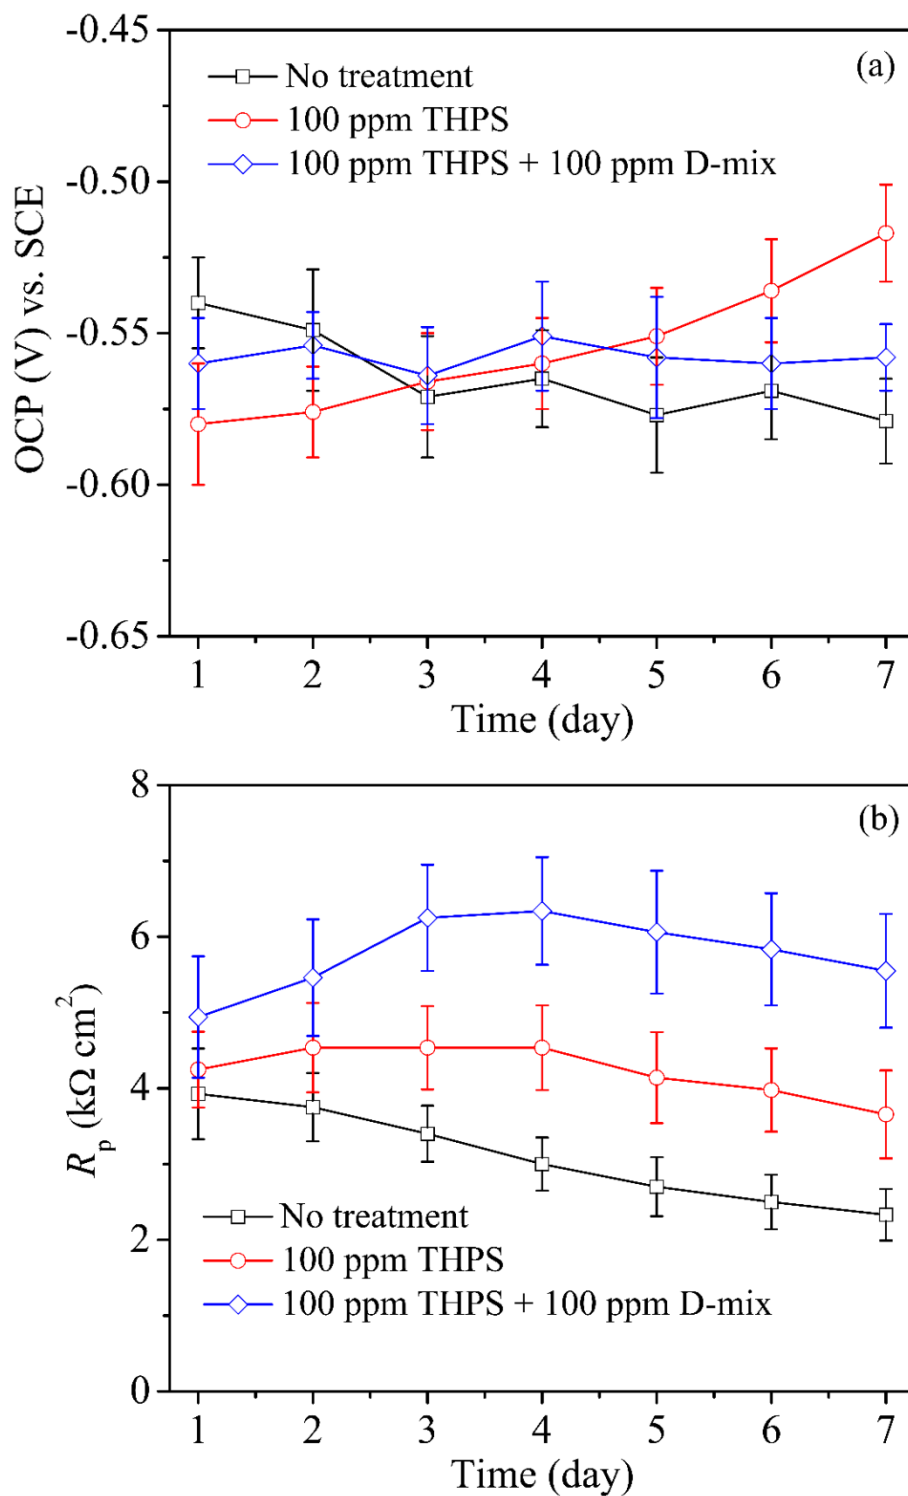 (a)
No treatment
100 ppm THPS
100 ppm THPS + 100 ppm D-mix
OCP (V) vs. SCE
-0.45
-0.50
-0.55
-0.60
-0.65
1 2 3 4 5 6 7
Time (day)
(b)
R_p (kΩ cm²)
8
6
4
2
0
No treatment
100 ppm THPS
100 ppm THPS + 100 ppm D-mix
1 2 3 4 5 6 7
Time (day)